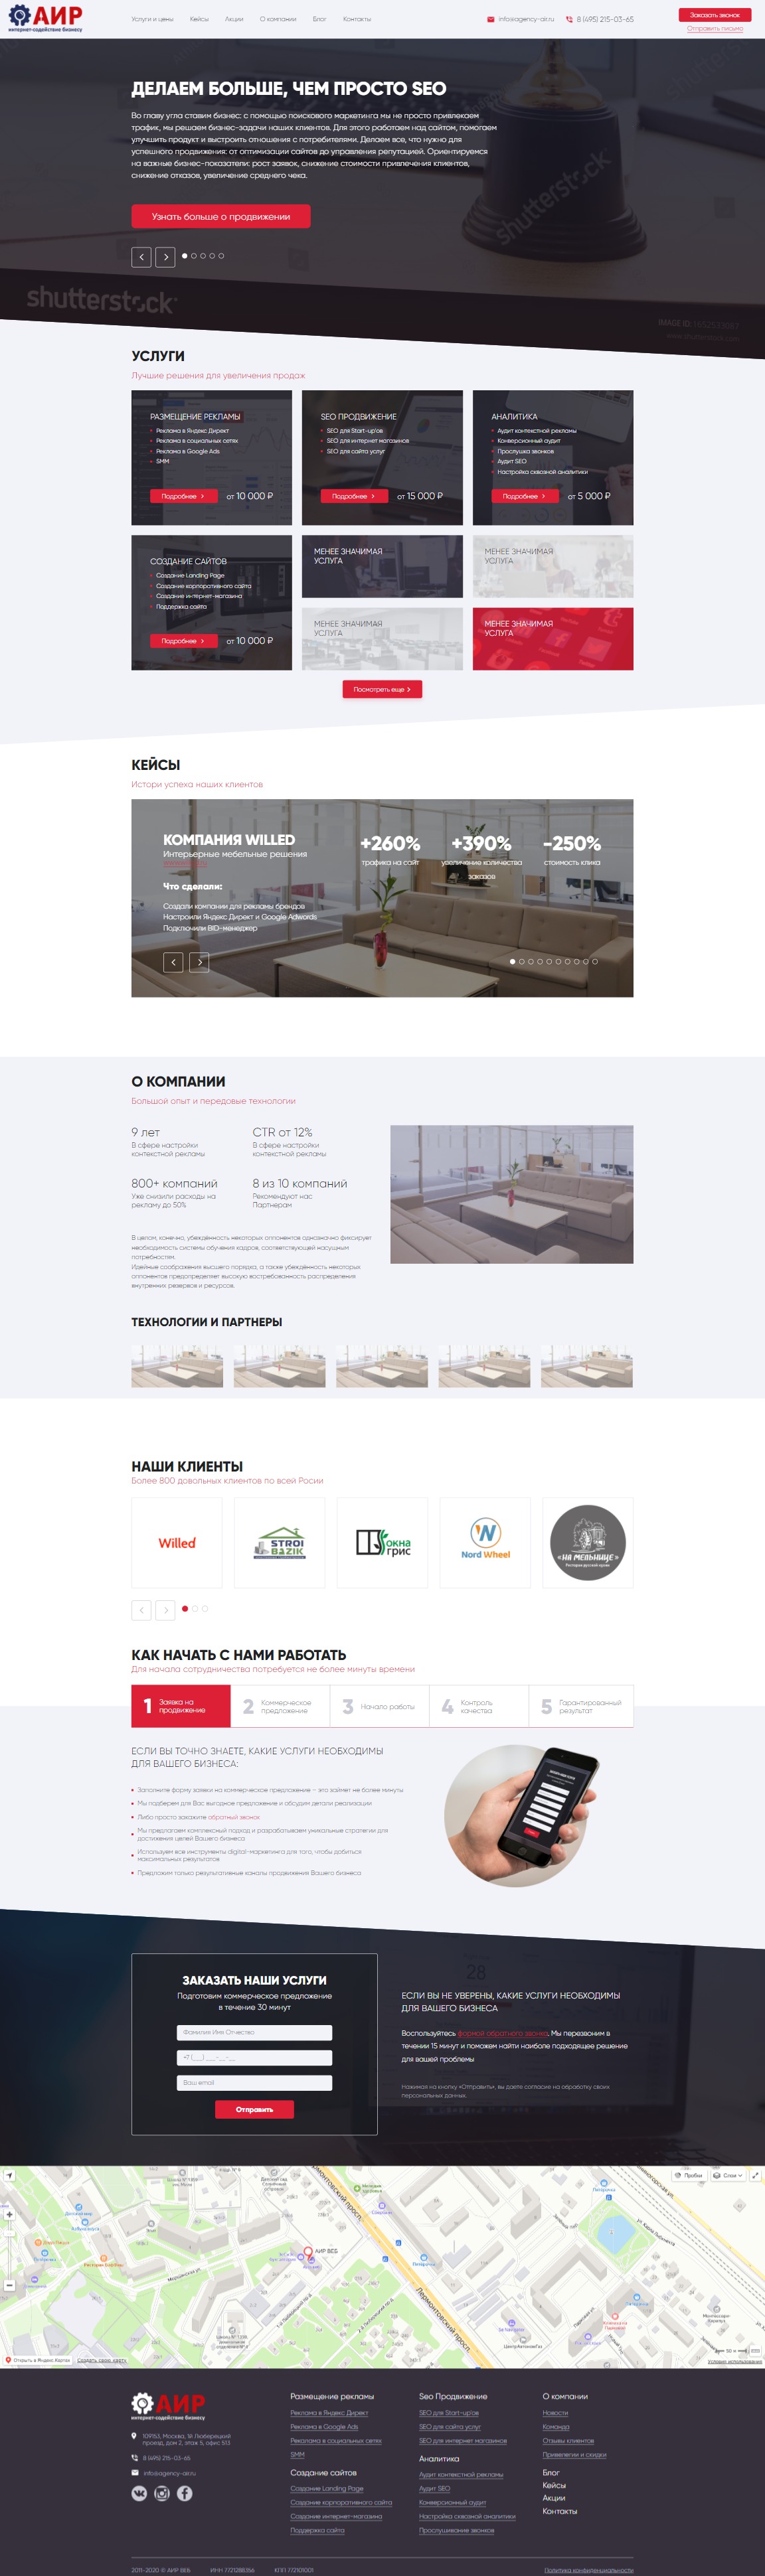 АИР
интернет-содействие бизнесу
Услуги и цены Кейсы Акции О компании Блог Контакты
info@agency-air.ru 8 (495) 215-03-65
Заказать звонок
Отправить письмо
ДЕЛАЕМ БОЛЬШЕ, ЧЕМ ПРОСТО SEO
Во главу угла ставим бизнес: с помощью поискового маркетинга мы не просто привлекаем
трафик, мы решаем бизнес-задачи наших клиентов. Для этого работаем над сайтом, помогаем
улучшить продукт и выстроить отношения с потребителями. Делаем все, что нужно для
успешного продвижения: от оптимизации сайтов до управления репутацией. Ориентируемся
на важные бизнес-показатели: рост заявок, снижение стоимости привлечения клиентов,
снижение отказов, увеличение среднего чека.
Узнать больше о продвижении
shutterstock
shutterstock
IMAGE ID:
www.shutterstock.com
УСЛУГИ
Лучшие решения для увеличения продаж
РАЗМЕЩЕНИЕ РЕКЛАМЫ
Реклама в Яндекс Директ
Реклама в социальных сетях
Реклама в Google Ads
SMM
Подробнее от 10 000 ₽
SEO ПРОДВИЖЕНИЕ
SEO для Start-up'ов
SEO для интернет магазинов
SEO для сайта услуг
Подробнее от 15 000 ₽
АНАЛИТИКА
Аудит контекстной рекламы
Конверсионный аудит
Прослушка звонков
Аудит SEO
Настройка сквозной аналитики
Подробнее от 5 000 ₽
СОЗДАНИЕ САЙТОВ
Создание Landing Page
Создание корпоративного сайта
Создание интернет-магазина
Поддержка сайта
Подробнее от 10 000 ₽
МЕНЕЕ ЗНАЧИМАЯ
УСЛУГА
МЕНЕЕ ЗНАЧИМАЯ
УСЛУГА
МЕНЕЕ ЗНАЧИМАЯ
УСЛУГА
МЕНЕЕ ЗНАЧИМАЯ
УСЛУГА
Посмотреть еще
КЕЙСЫ
Истори успеха наших клиентов
КОМПАНИЯ WILLED
Интерьерные мебельные решения
Что сделали:
Создали компании для рекламы брендов
Настроили Яндекс Директ и Google Adwords
Подключили BID-менеджер
+260%
трафика на сайт
+390%
увеличение количества
заказов
-250%
стоимость клика
О КОМПАНИИ
Большой опыт и передовые технологии
9 лет
В сфере настройки
контекстной рекламы
CTR от 12%
В сфере настройки
контекстной рекламы
800+ компаний
Уже снизили расходы на
рекламу до 50%
8 из 10 компаний
Рекомендуют нас
Партнерам
В целом, конечно, убеждённость некоторых оппонентов однозначно фиксирует
необходимость системы обучения кадров, соответствующей насущным
потребностям.
Идейные соображения высшего порядка, а также убеждённость некоторых
оппонентов предопределяет высокую востребованность распределения
внутренних резервов и ресурсов.
ТЕХНОЛОГИИ И ПАРТНЕРЫ
НАШИ КЛИЕНТЫ
Более 800 довольных клиентов по всей Росии
Willed
STROI
BAZIK
окна
грис
Nord Wheel
«НА МЕЛЬНИЦЕ»
Ресторан русской кухни
КАК НАЧАТЬ С НАМИ РАБОТАТЬ
Для начала сотрудничества потребуется не более минуты времени
1 Заявка на
продвижение
2 Коммерческое
предложение
3 Начало работы
4 Контроль
качества
5 Гарантированный
результат
ЕСЛИ ВЫ ТОЧНО ЗНАЕТЕ, КАКИЕ УСЛУГИ НЕОБХОДИМЫ
ДЛЯ ВАШЕГО БИЗНЕСА:
Заполните форму заявки на коммерческое предложение – это займет не более минуты
Мы подберем для Вас выгодное предложение и обсудим детали реализации
Либо просто закажите обратный звонок
Мы предлагаем комплексный подход и разрабатываем уникальные стратегии для
достижения целей Вашего бизнеса
Используем все инструменты digital-маркетинга для того, чтобы добиться
максимальных результатов
Предложим только результативные каналы продвижения Вашего бизнеса
ЗАКАЗАТЬ НАШИ УСЛУГИ
Подготовим коммерческое предложение
в течение 30 минут
Фамилия Имя Отчество
+7 (___) ___-__-__
Ваш email
Отправить
28
ЕСЛИ ВЫ НЕ УВЕРЕНЫ, КАКИЕ УСЛУГИ НЕОБХОДИМЫ
ДЛЯ ВАШЕГО БИЗНЕСА
Воспользуйтесь формой обратного звонка. Мы перезвоним в
течении 15 минут и поможем найти наиболее подходящее решение
для вашей проблемы
Нажимая на кнопку «Отправить», вы даете согласие на обработку своих
персональных данных.
Пробки Слои
АИР ВЕБ
Лермонтовский просп.
Открыть в Яндекс.Картах Создать свою карту
Условия использования
АИР
интернет-содействие бизнесу
109153, Москва, 1й Люберецкий
проезд, дом 2, этаж 5, офис 513
8 (495) 215-03-65
info@agency-air.ru
Размещение рекламы
Реклама в Яндекс Директ
Реклама в Google Ads
Реклама в социальных сетях
SMM
Создание сайтов
Создание Landing Page
Создание корпоративного сайта
Создание интернет-магазина
Поддержка сайта
Seo Продвижение
SEO для Start-up'ов
SEO для сайта услуг
SEO для интернет магазинов
Аналитика
Аудит контекстной рекламы
Аудит SEO
Конверсионный аудит
Настройка сквозной аналитики
Прослушивание звонков
О компании
Новости
Команда
Отзывы клиентов
Привелегии и скидки
Блог
Кейсы
Акции
Контакты
2011-2020 © АИР ВЕБ ИНН 7721288356 КПП 772101001
Политика конфиденциальности